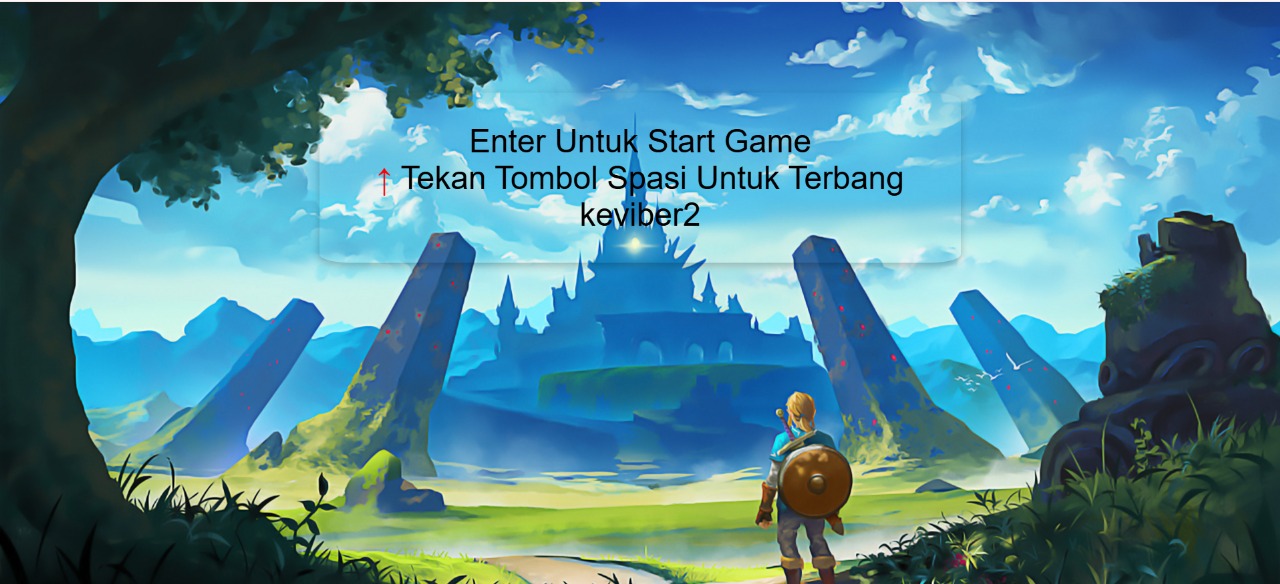 Enter Untuk Start Game
↑ Tekan Tombol Spasi Untuk Terbang
keviber2